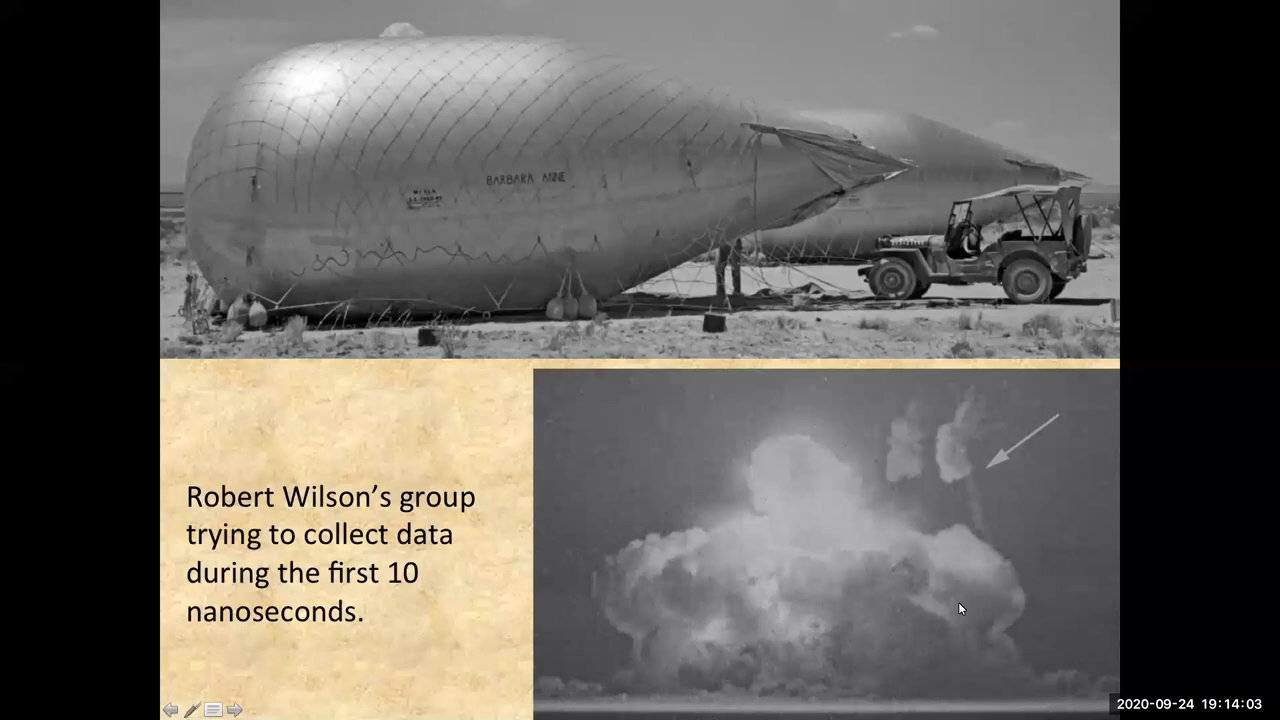 BARBARA ANNE
Robert Wilson’s group
trying to collect data
during the first 10
nanoseconds.
2020-09-24 19:14:03